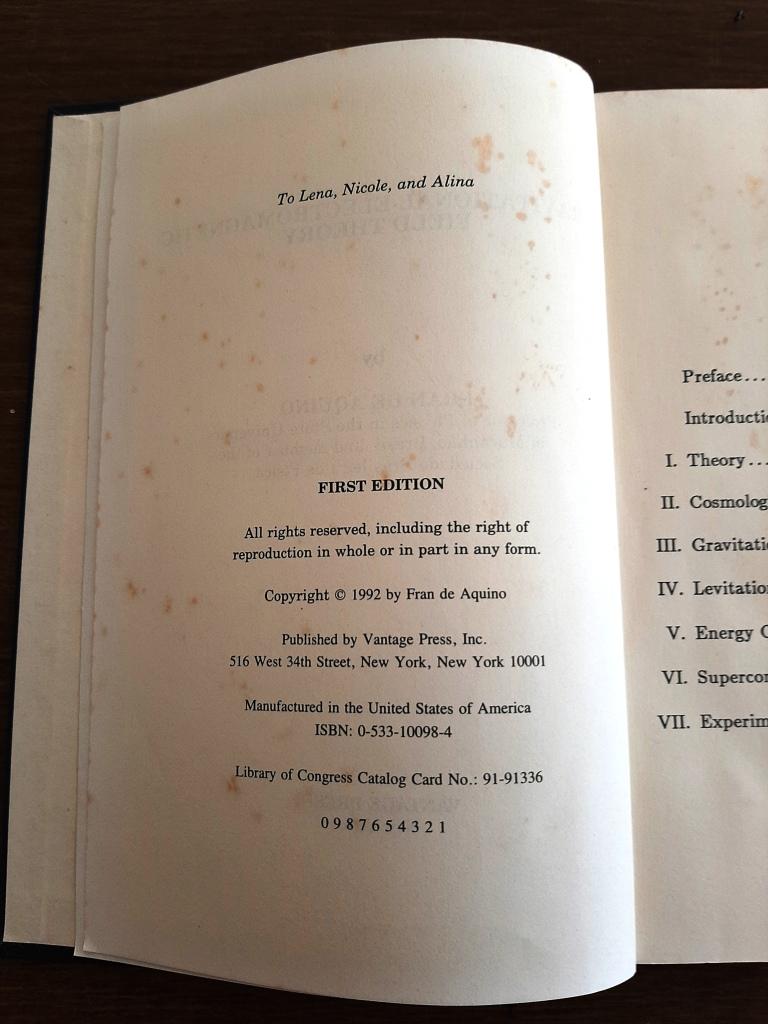 To Lena, Nicole, and Alina
FIRST EDITION
All rights reserved, including the right of
reproduction in whole or in part in any form.
Copyright © 1992 by Fran de Aquino
Published by Vantage Press, Inc.
516 West 34th Street, New York, New York 10001
Manufactured in the United States of America
ISBN: 0-533-10098-4
Library of Congress Catalog Card No.: 91-91336
0 9 8 7 6 5 4 3 2 1
Preface...
Introducti
I. Theory...
II. Cosmolog
III. Gravitati
IV. Levitatio
V. Energy C
VI. Supercon
VII. Experim